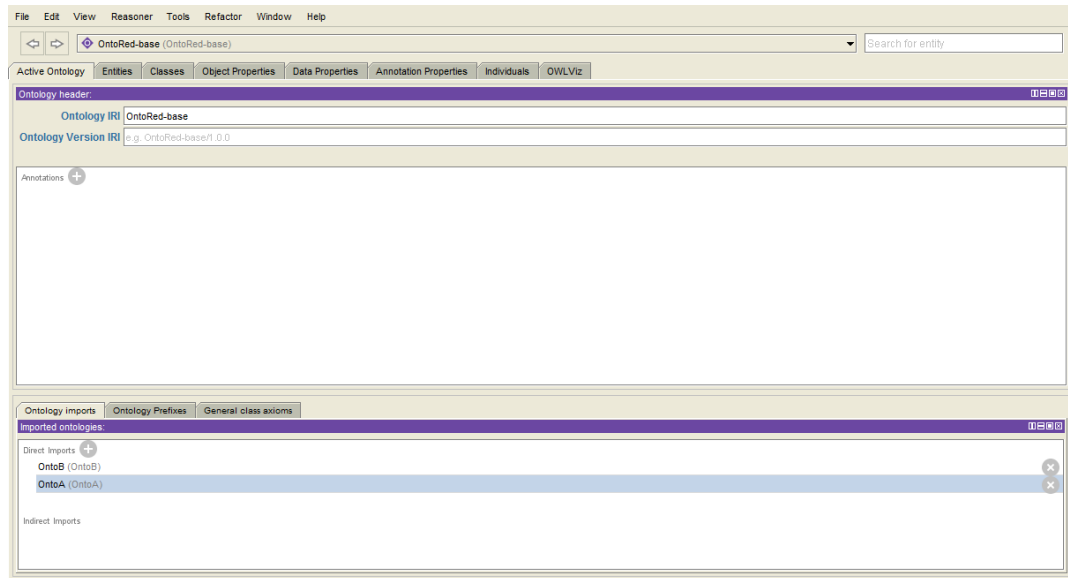 File Edit View Reasoner Tools Refactor Window Help
OntoRed-base (OntoRed-base) Search for entity
Active Ontology Entities Classes Object Properties Data Properties Annotation Properties Individuals OWLViz
Ontology header:
Ontology IRI OntoRed-base
Ontology Version IRI e.g. OntoRed-base/1.0.0
Annotations
Ontology imports Ontology Prefixes General class axioms
Imported ontologies:
Direct Imports
OntoB (OntoB)
OntoA (OntoA)
Indirect Imports